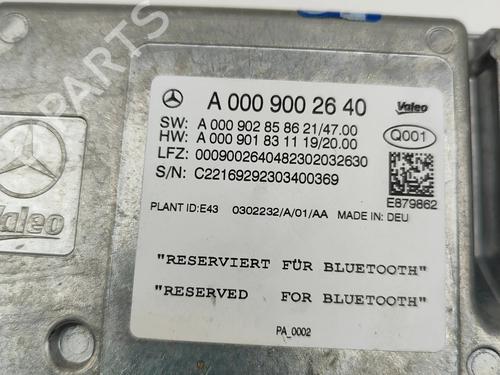 PARTS
Valeo
A 000 900 26 40
Valeo
SW: A 000 902 85 86 21/47.00
HW: A 000 901 83 11 19/20.00
Q001
LFZ: 0009002640482302032630
S/N: C22169292303400369
E879862
PLANT ID:E43 0302232/A/01/AA MADE IN: DEU
"RESERVIERT FÜR BLUETOOTH"
"RESERVED FOR BLUETOOTH"
PA_0002